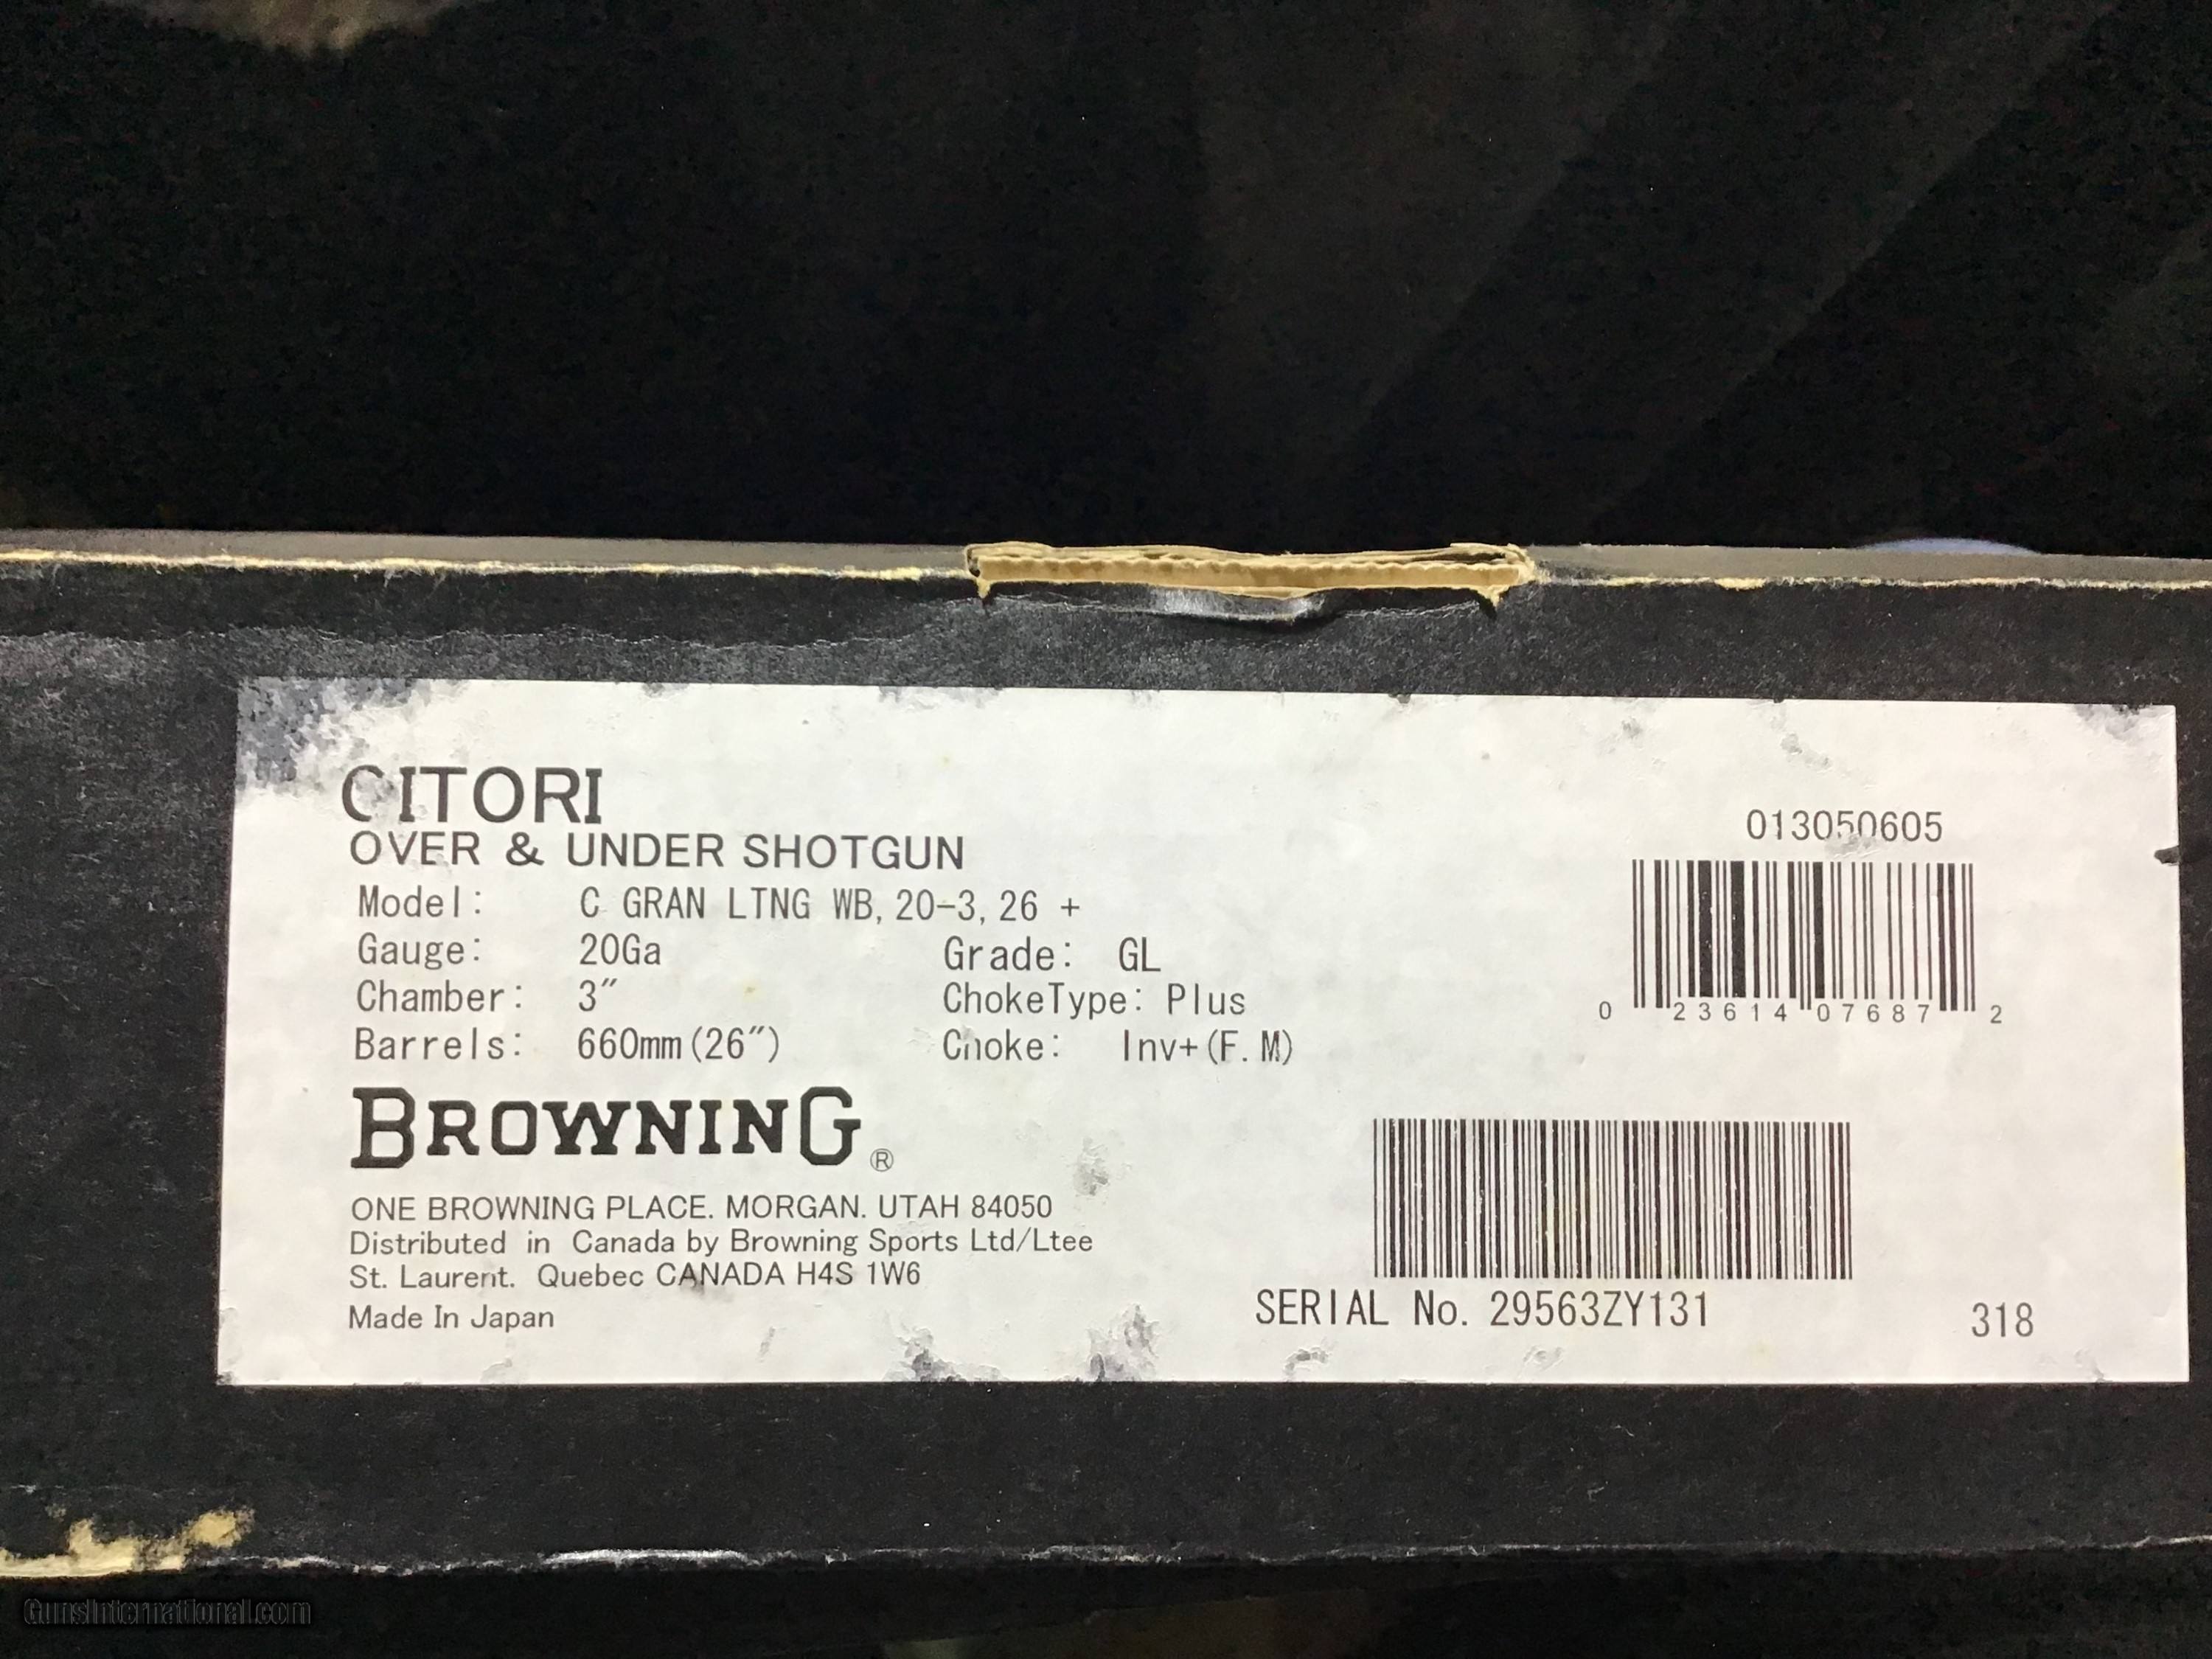 CITORI
OVER & UNDER SHOTGUN
Model: C GRAN LTNG WB, 20-3, 26 +
Gauge: 20Ga Grade: GL
Chamber: 3″ ChokeType: Plus
Barrels: 660mm(26″) Choke: Inv+(F.M)
BROWNING®
ONE BROWNING PLACE. MORGAN. UTAH 84050
Distributed in Canada by Browning Sports Ltd/Ltee
St. Laurent. Quebec CANADA H4S 1W6
Made In Japan
013050605
0 23614 07687 2
SERIAL No. 29563ZY131
318
GunsInternational.com